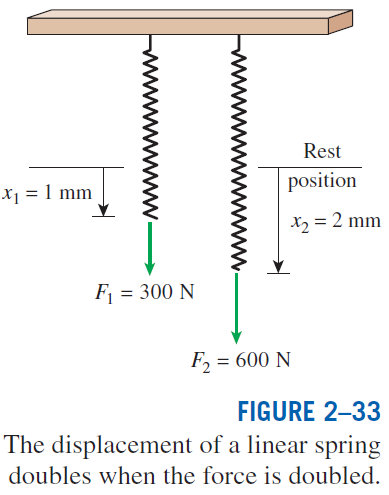 Rest
position
x₁ = 1 mm
x₂ = 2 mm
F₁ = 300 N
F₂ = 600 N
FIGURE 2–33
The displacement of a linear spring
doubles when the force is doubled.